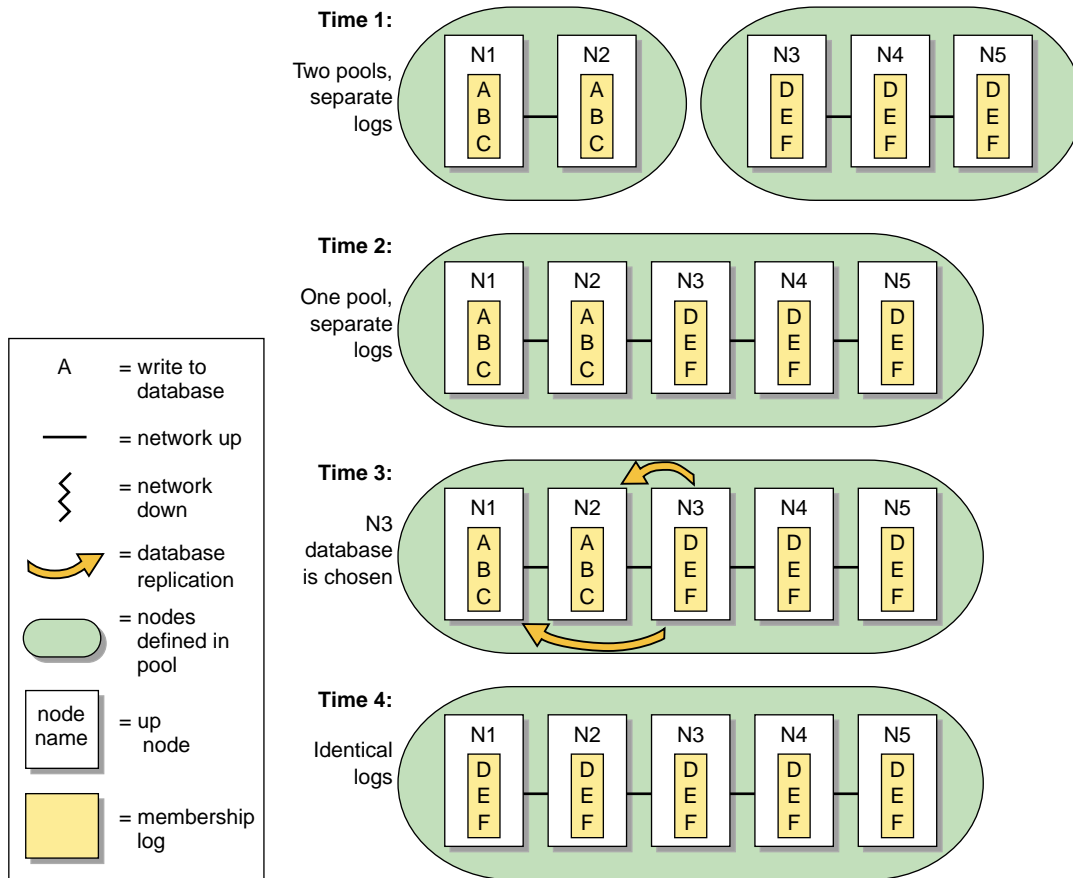 Time 1:
Two pools,
separate
logs
N1
A
B
C
N2
A
B
C
N3
D
E
F
N4
D
E
F
N5
D
E
F
Time 2:
One pool,
separate
logs
N1
A
B
C
N2
A
B
C
N3
D
E
F
N4
D
E
F
N5
D
E
F
Time 3:
N3
database
is chosen
N1
A
B
C
N2
A
B
C
N3
D
E
F
N4
D
E
F
N5
D
E
F
Time 4:
Identical
logs
N1
D
E
F
N2
D
E
F
N3
D
E
F
N4
D
E
F
N5
D
E
F
A = write to
database
= network up
= network
down
= database
replication
= nodes
defined in
pool
node
name
= up
node
= membership
log